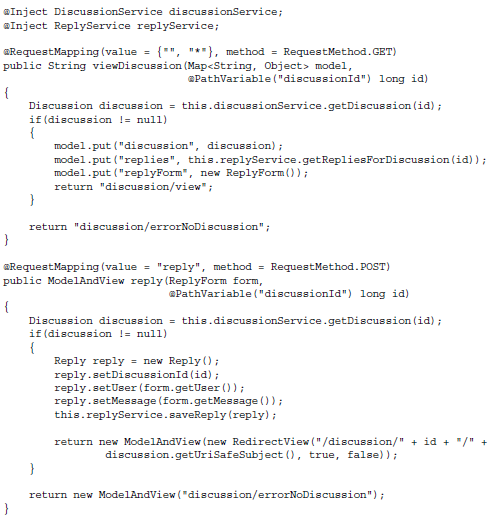 @Inject DiscussionService discussionService;
@Inject ReplyService replyService;

@RequestMapping(value = {"", "*"}, method = RequestMethod.GET)
public String viewDiscussion(Map<String, Object> model,
                             @PathVariable("discussionId") long id)
{
    Discussion discussion = this.discussionService.getDiscussion(id);
    if(discussion != null)
    {
        model.put("discussion", discussion);
        model.put("replies", this.replyService.getRepliesForDiscussion(id));
        model.put("replyForm", new ReplyForm());
        return "discussion/view";
    }

    return "discussion/errorNoDiscussion";
}

@RequestMapping(value = "reply", method = RequestMethod.POST)
public ModelAndView reply(ReplyForm form,
                          @PathVariable("discussionId") long id)
{
    Discussion discussion = this.discussionService.getDiscussion(id);
    if(discussion != null)
    {
        Reply reply = new Reply();
        reply.setDiscussionId(id);
        reply.setUser(form.getUser());
        reply.setMessage(form.getMessage());
        this.replyService.saveReply(reply);

        return new ModelAndView(new RedirectView("/discussion/" + id + "/" +
                discussion.getUriSafeSubject(), true, false));
    }

    return new ModelAndView("discussion/errorNoDiscussion");
}